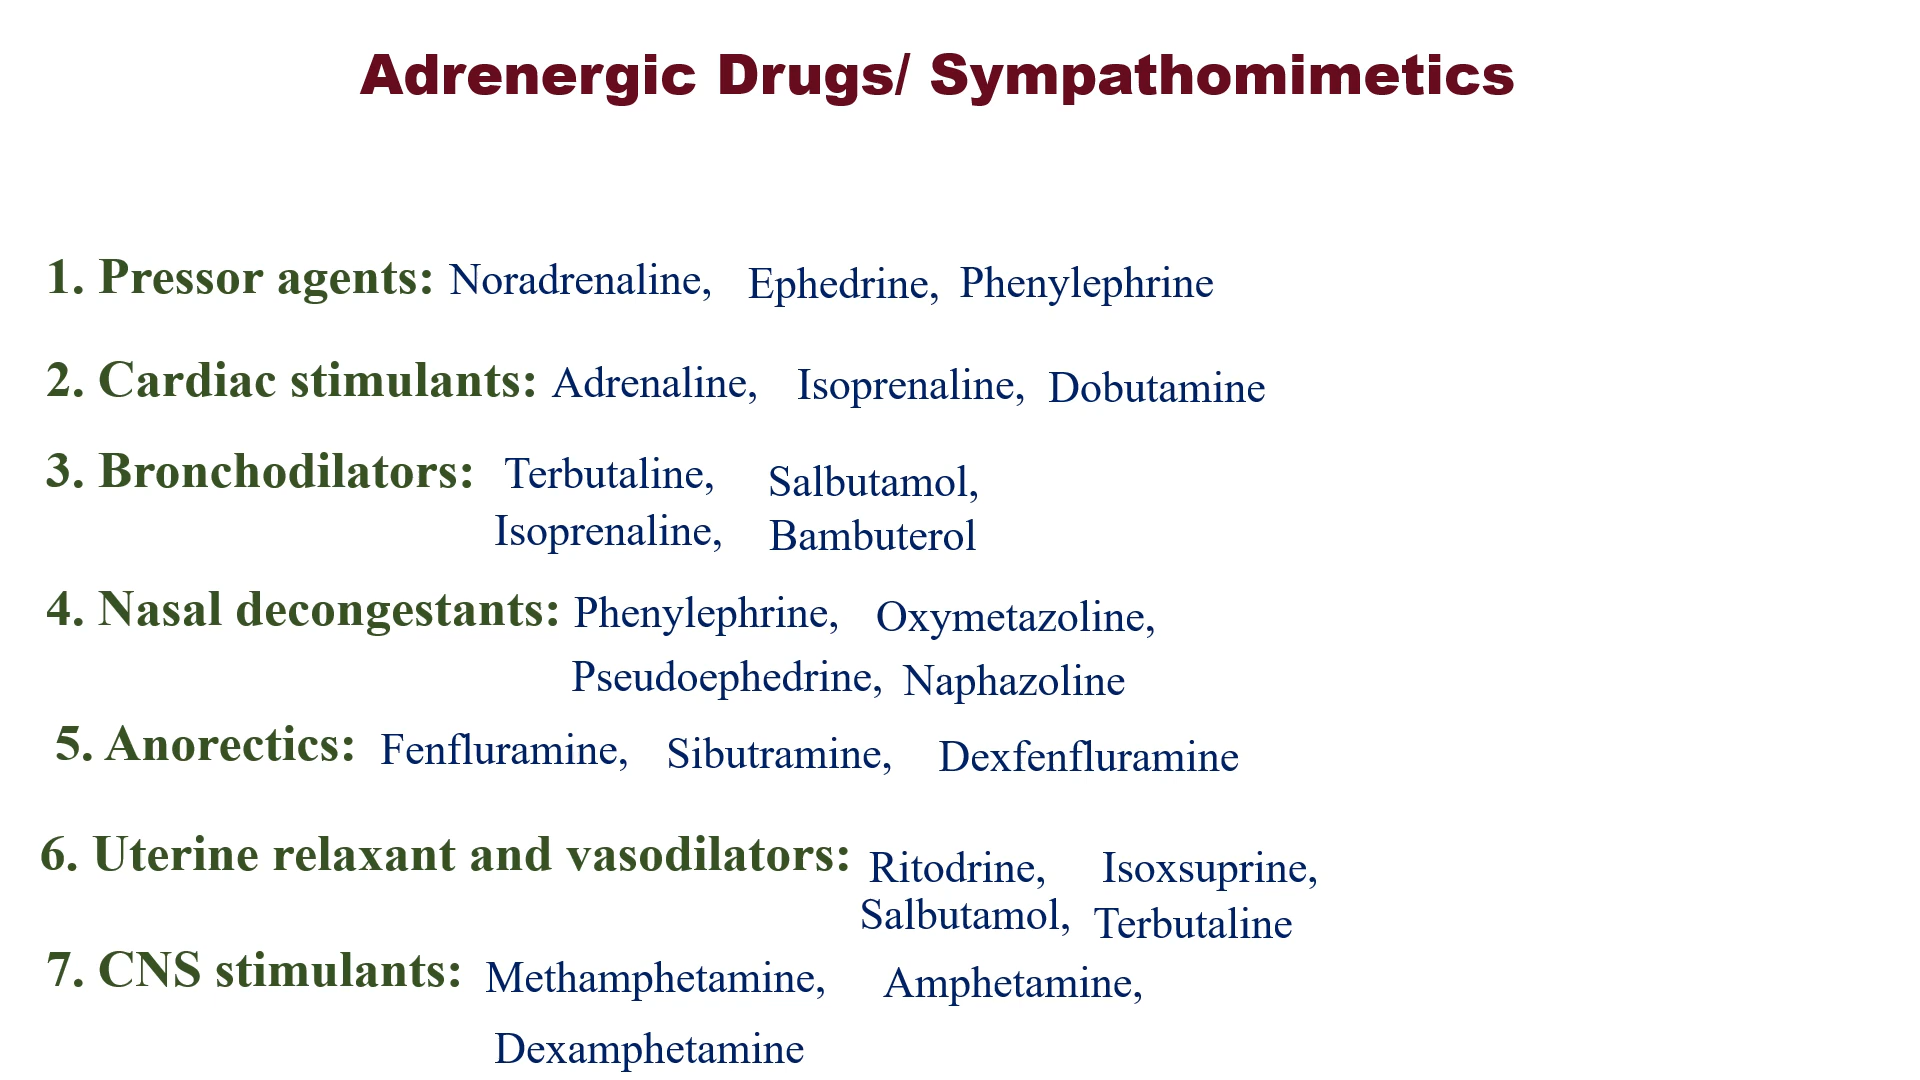 Adrenergic Drugs/ Sympathomimetics
1. Pressor agents: Noradrenaline, Ephedrine, Phenylephrine
2. Cardiac stimulants: Adrenaline, Isoprenaline, Dobutamine
3. Bronchodilators: Terbutaline, Salbutamol,
Isoprenaline, Bambuterol
4. Nasal decongestants: Phenylephrine, Oxymetazoline,
Pseudoephedrine, Naphazoline
5. Anorectics: Fenfluramine, Sibutramine, Dexfenfluramine
6. Uterine relaxant and vasodilators: Ritodrine, Isoxsuprine,
Salbutamol, Terbutaline
7. CNS stimulants: Methamphetamine, Amphetamine,
Dexamphetamine